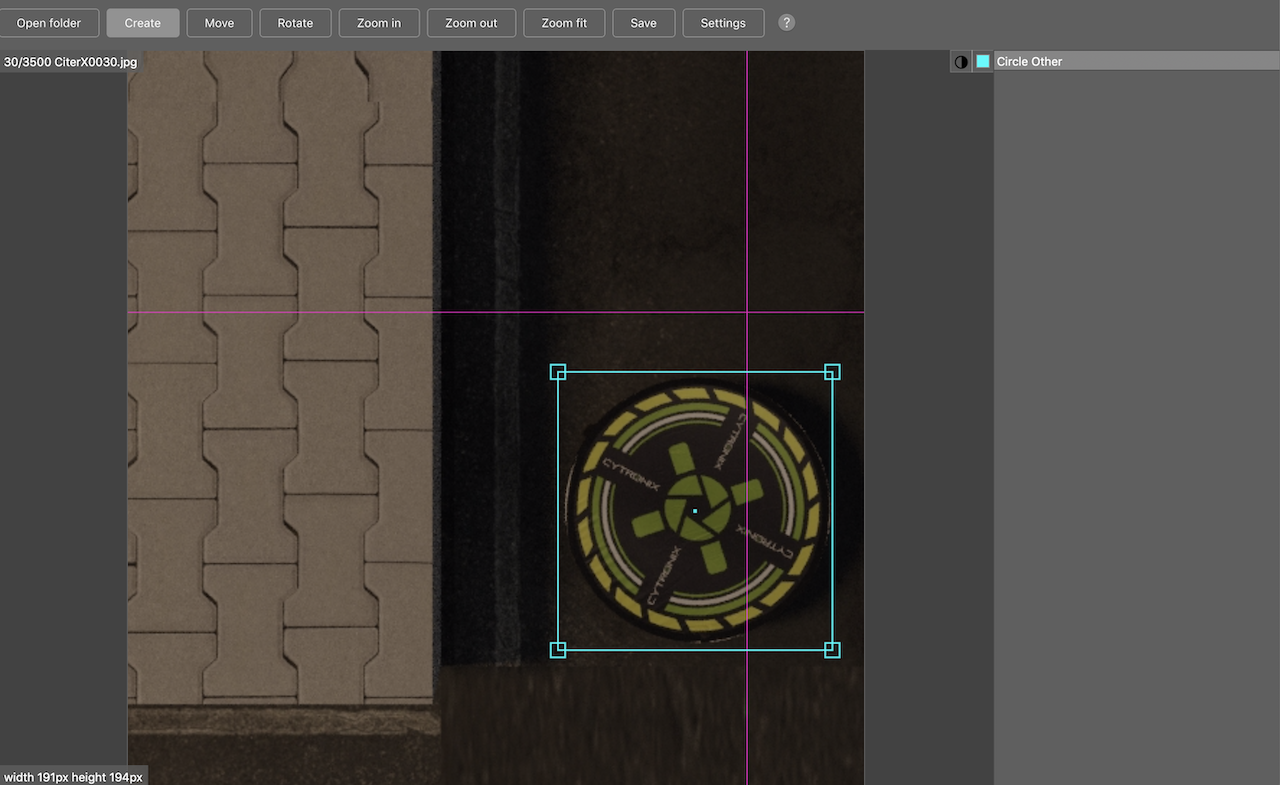 Open folder Create Move Rotate Zoom in Zoom out Zoom fit Save Settings ?
30/3500 CiterX0030.jpg
Circle Other
CYTRONIX
CYTRONIX
CYTRONIX
CYTRONIX
width 191px height 194px